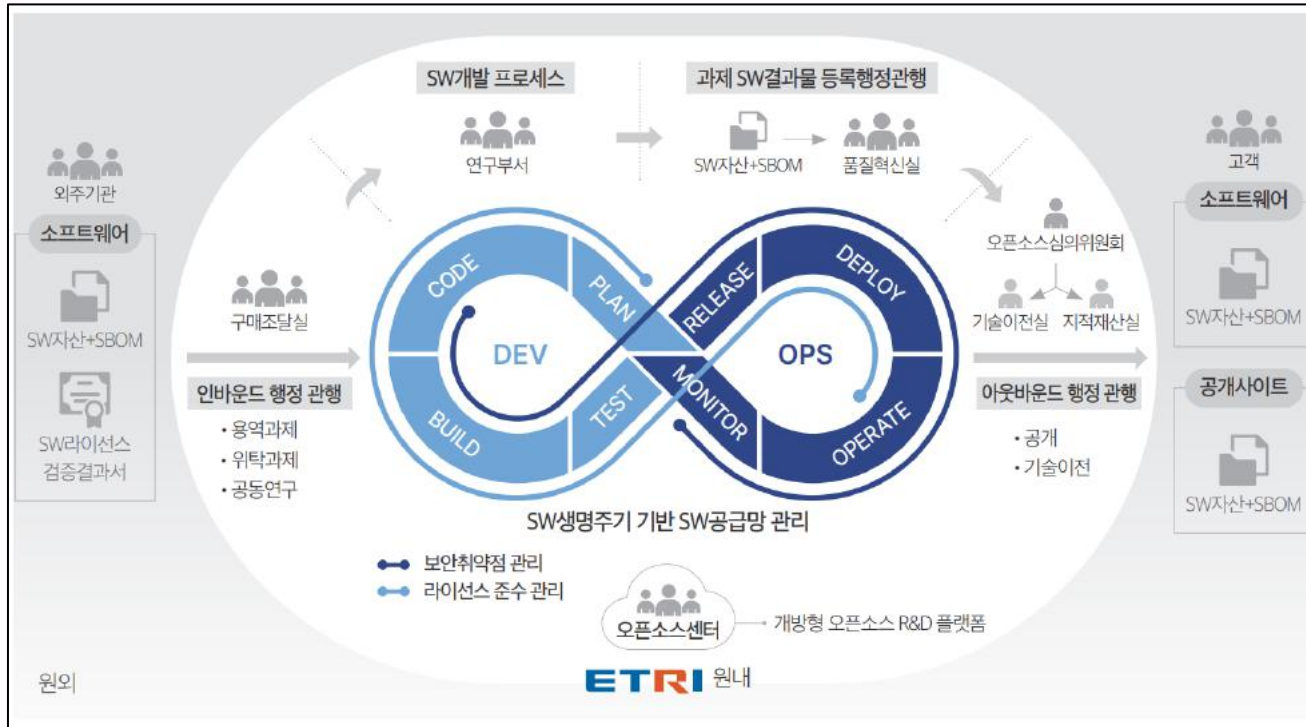 SW개발 프로세스
과제 SW결과물 등록행정관행
연구부서
SW자산+SBOM
품질혁신실
외주기관
소프트웨어
SW자산+SBOM
SW라이선스
검증결과서
구매조달실
인바운드 행정 관행
• 용역과제
• 위탁과제
• 공동연구
CODE
PLAN
DEV
BUILD
TEST
RELEASE
DEPLOY
OPS
MONITOR
OPERATE
오픈소스심의위원회
기술이전실
지적재산실
아웃바운드 행정 관행
• 공개
• 기술이전
고객
소프트웨어
SW자산+SBOM
공개사이트
SW자산+SBOM
SW생명주기 기반 SW공급망 관리
보안취약점 관리
라이선스 준수 관리
오픈소스센터
개방형 오픈소스 R&D 플랫폼
원외
ETRI 원내